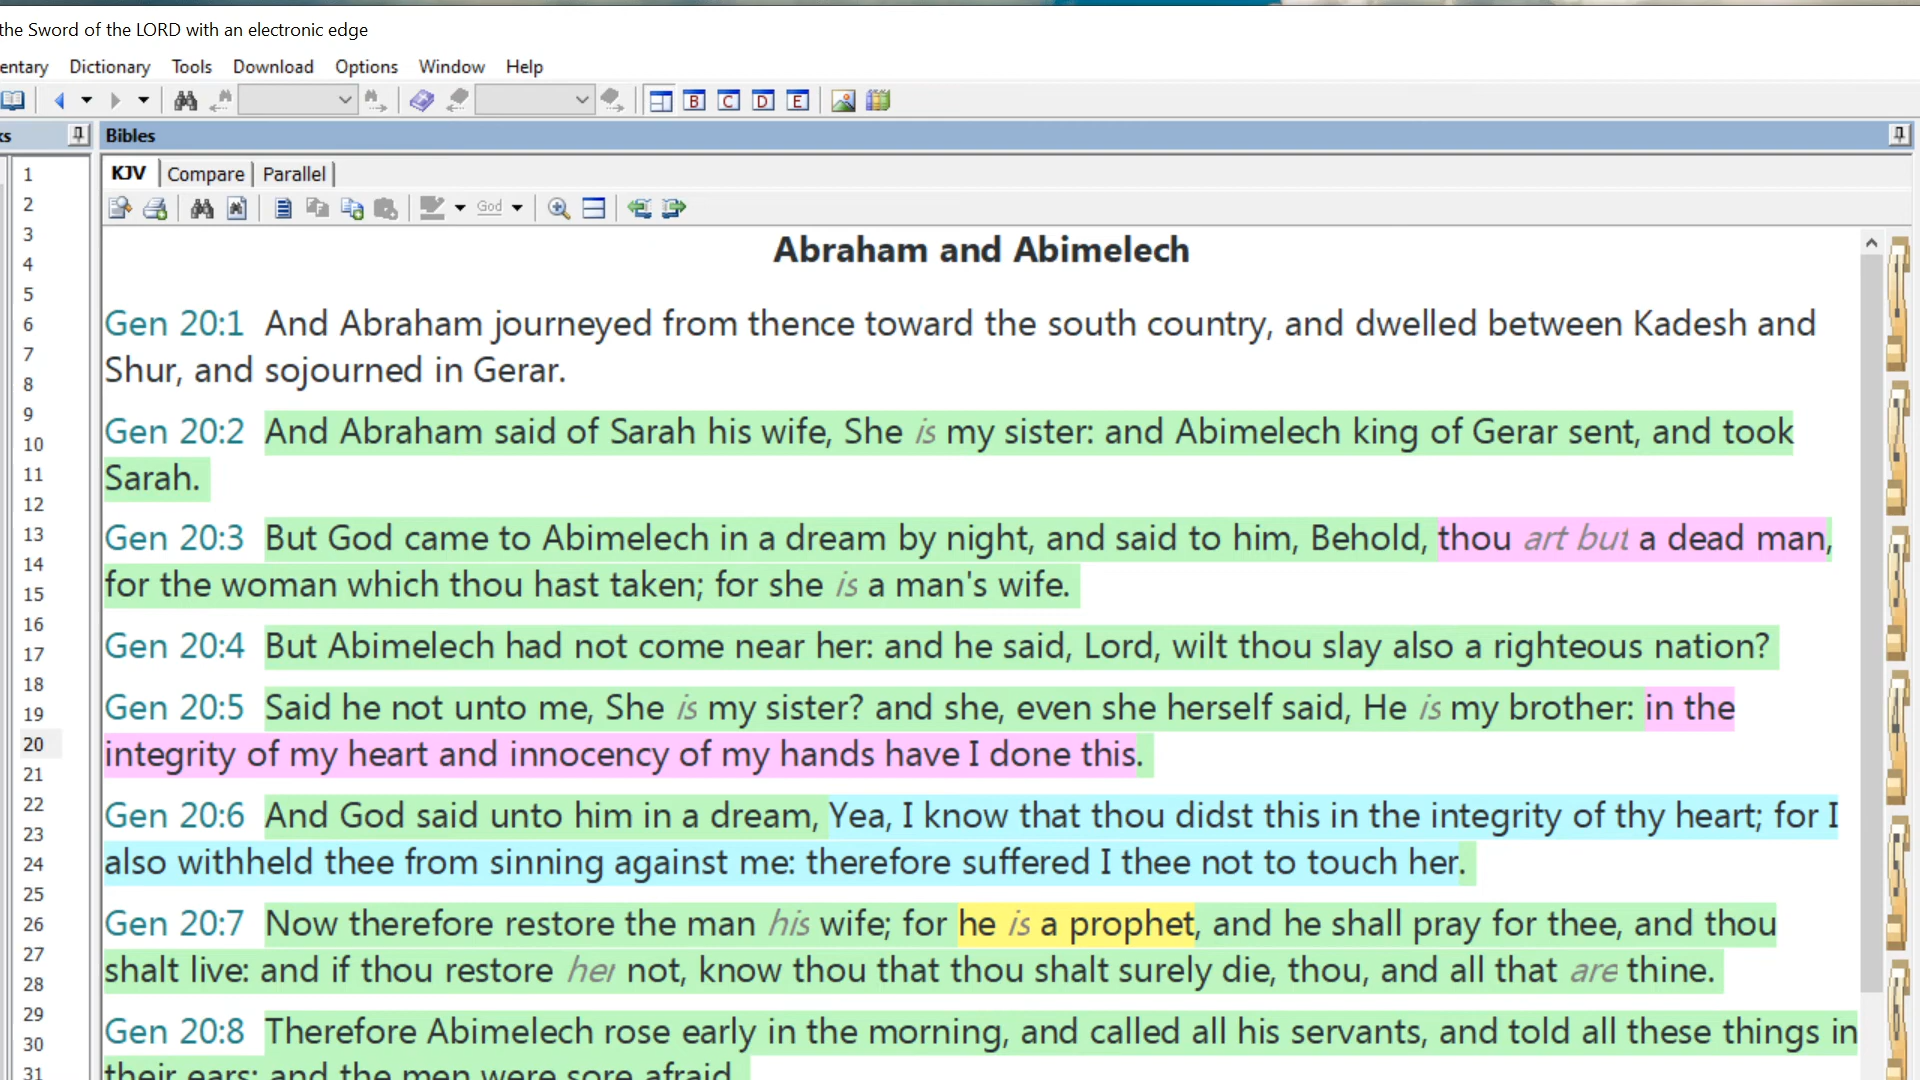 the Sword of the LORD with an electronic edge
entary Dictionary Tools Download Options Window Help
B C D E
ks Bibles
KJV Compare Parallel
God
Abraham and Abimelech
Gen 20:1 And Abraham journeyed from thence toward the south country, and dwelled between Kadesh and
Shur, and sojourned in Gerar.
Gen 20:2 And Abraham said of Sarah his wife, She is my sister: and Abimelech king of Gerar sent, and took
Sarah.
Gen 20:3 But God came to Abimelech in a dream by night, and said to him, Behold, thou art but a dead man,
for the woman which thou hast taken; for she is a man's wife.
Gen 20:4 But Abimelech had not come near her: and he said, Lord, wilt thou slay also a righteous nation?
Gen 20:5 Said he not unto me, She is my sister? and she, even she herself said, He is my brother: in the
integrity of my heart and innocency of my hands have I done this.
Gen 20:6 And God said unto him in a dream, Yea, I know that thou didst this in the integrity of thy heart; for I
also withheld thee from sinning against me: therefore suffered I thee not to touch her.
Gen 20:7 Now therefore restore the man his wife; for he is a prophet, and he shall pray for thee, and thou
shalt live: and if thou restore her not, know thou that thou shalt surely die, thou, and all that are thine.
Gen 20:8 Therefore Abimelech rose early in the morning, and called all his servants, and told all these things in
their ears: and the men were sore afraid.
1
2
3
4
5
6
7
8
9
10
11
12
13
14
15
16
17
18
19
20
21
22
23
24
25
26
27
28
29
30
31